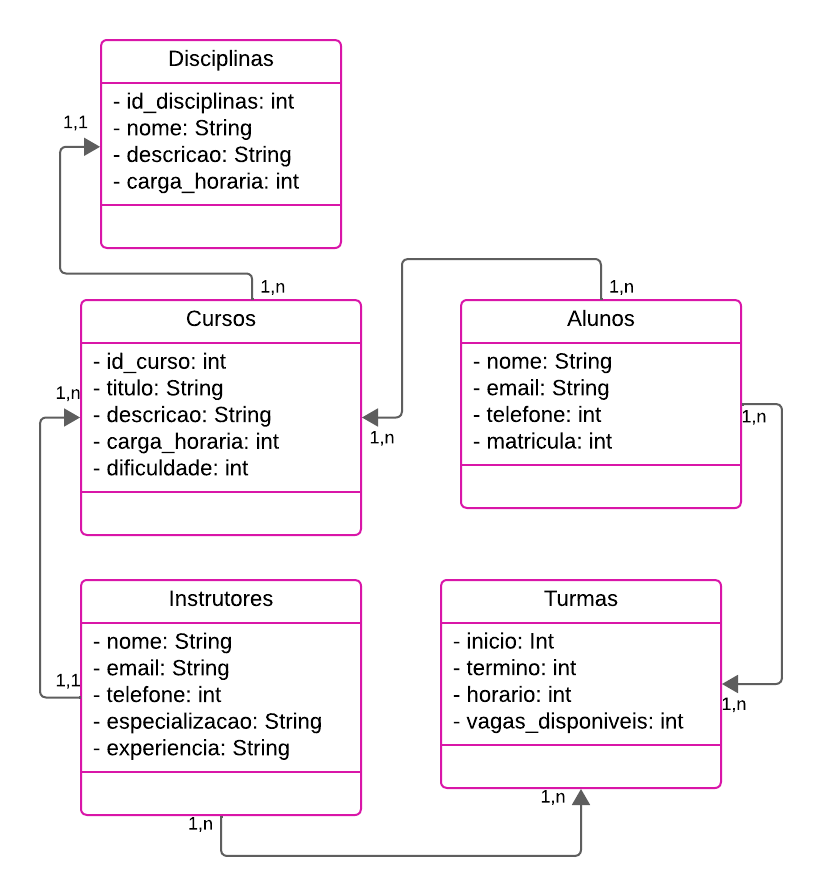 Disciplinas
- id_disciplinas: int
- nome: String
- descricao: String
- carga_horaria: int
1,1
1,n
Cursos
- id_curso: int
- titulo: String
- descricao: String
- carga_horaria: int
- dificuldade: int
1,n
1,n
1,n
Alunos
- nome: String
- email: String
- telefone: int
- matricula: int
1,n
Instrutores
- nome: String
- email: String
- telefone: int
- especializacao: String
- experiencia: String
1,1
1,n
Turmas
- inicio: Int
- termino: int
- horario: int
- vagas_disponiveis: int
1,n
1,n